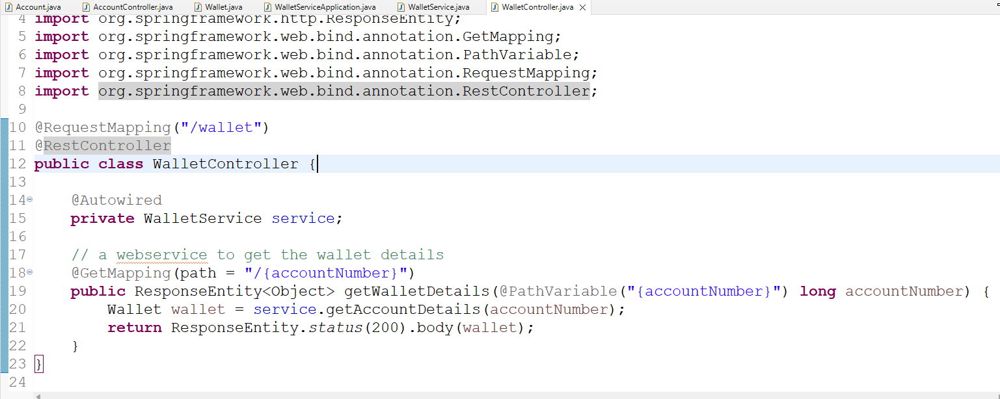 Account.java AccountController.java Wallet.java WalletServiceApplication.java WalletService.java WalletController.java
4 import org.springframework.http.ResponseEntity;
5 import org.springframework.web.bind.annotation.GetMapping;
6 import org.springframework.web.bind.annotation.PathVariable;
7 import org.springframework.web.bind.annotation.RequestMapping;
8 import org.springframework.web.bind.annotation.RestController;
9
10 @RequestMapping("/wallet")
11 @RestController
12 public class WalletController {
13
14 @Autowired
15 private WalletService service;
16
17 // a webservice to get the wallet details
18 @GetMapping(path = "/{accountNumber}")
19 public ResponseEntity<Object> getWalletDetails(@PathVariable("{accountNumber}") long accountNumber) {
20 Wallet wallet = service.getAccountDetails(accountNumber);
21 return ResponseEntity.status(200).body(wallet);
22 }
23 }
24